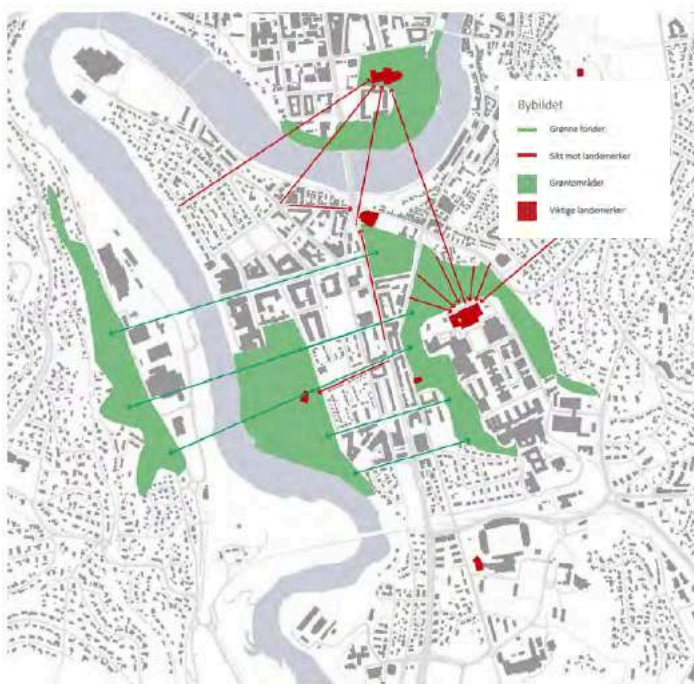 Bybildet
Grønne fonder
Sikt mot landemerker
Grøntområder
Viktige landemerker